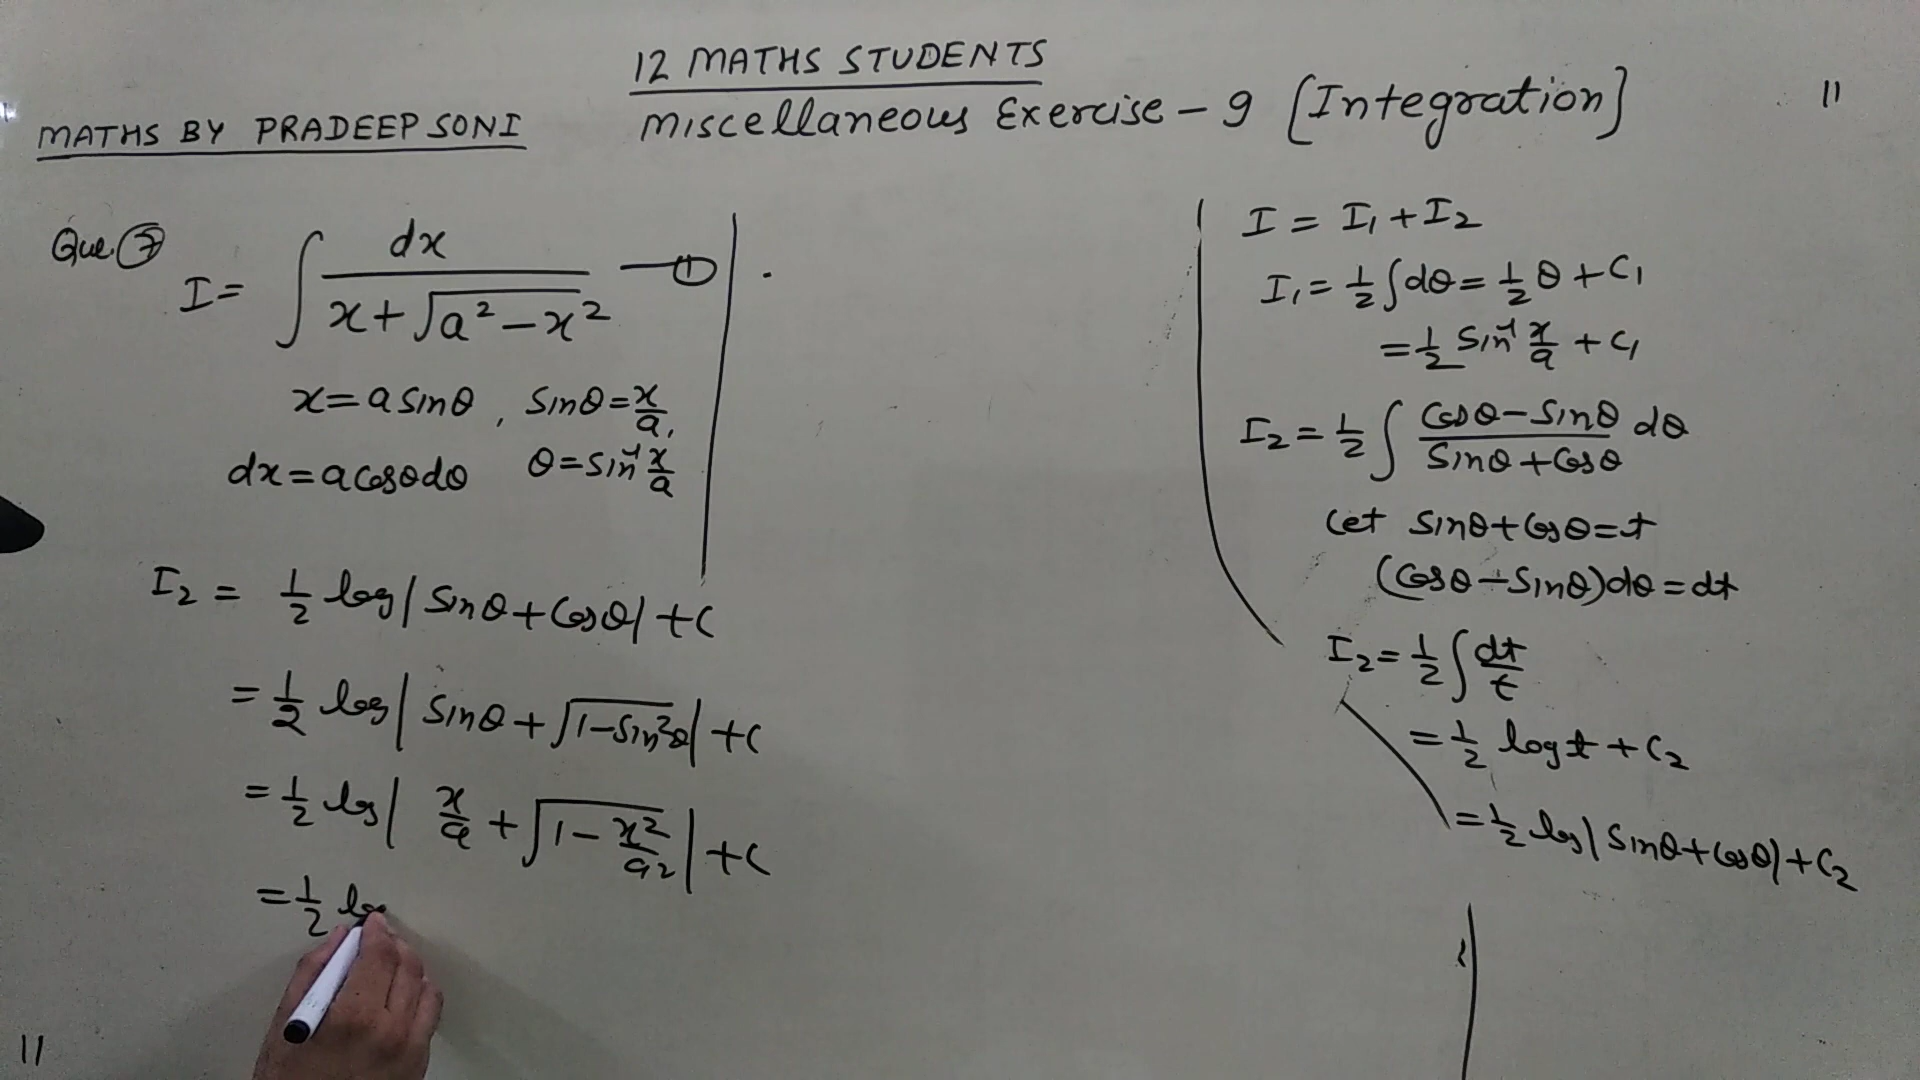 12 MATHS STUDENTS
MATHS BY PRADEEP SONI
Miscellaneous Exercise - 9 [Integration]
11
Que. ⑦
I = ∫ dx / (x + √(a² - x²)) — ①
x = a sinθ , sinθ = x/a,
dx = a cosθ dθ θ = sin⁻¹ x/a
I₂ = 1/2 log | sinθ + cosθ | + C
= 1/2 log | sinθ + √(1 - sin²θ) | + C
= 1/2 log | x/a + √(1 - x²/a²) | + C
= 1/2 log
11
I = I₁ + I₂
I₁ = 1/2 ∫ dθ = 1/2 θ + C₁
= 1/2 sin⁻¹ x/a + C₁
I₂ = 1/2 ∫ (cosθ - sinθ) / (sinθ + cosθ) dθ
Let sinθ + cosθ = t
(cosθ - sinθ) dθ = dt
I₂ = 1/2 ∫ dt/t
= 1/2 log t + C₂
= 1/2 log | sinθ + cosθ | + C₂